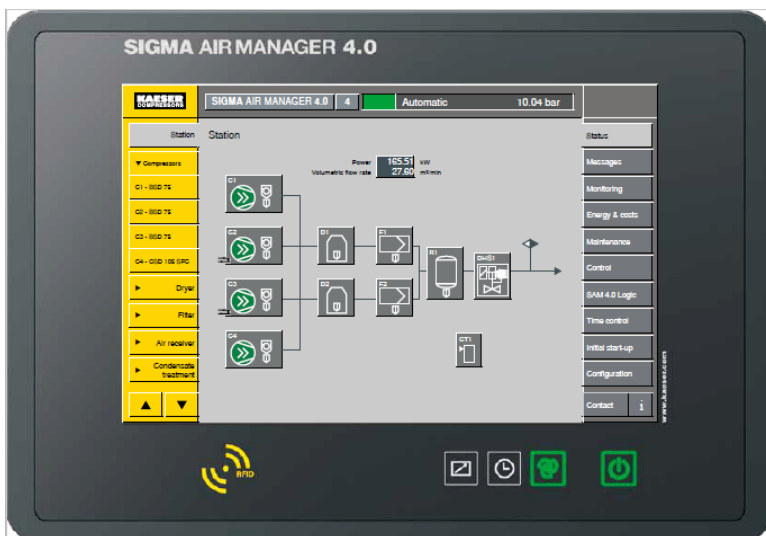 SIGMA AIR MANAGER 4.0
KAESER
COMPRESSORS
SIGMA AIR MANAGER 4.0 4 Automatic 10.04 bar
Station
Station
Status
▼ Compressors
Power 165.51 kW
Messages
Volumetric flow rate 27.60 m³/min
C1 - BSD 75
C1
Monitoring
C2 - BSD 75
Energy & costs
C3 - BSD 75
C2
D1
F1
Maintenance
C4 - CSD 105 SFC
R1
DHS1
Control
Dryer
C3
D2
F2
SAM 4.0 Logic
Filter
Time control
Air receiver
C4
CT1
Initial start-up
Condensate
treatment
Configuration
Contact i
www.kaeser.com
RFID